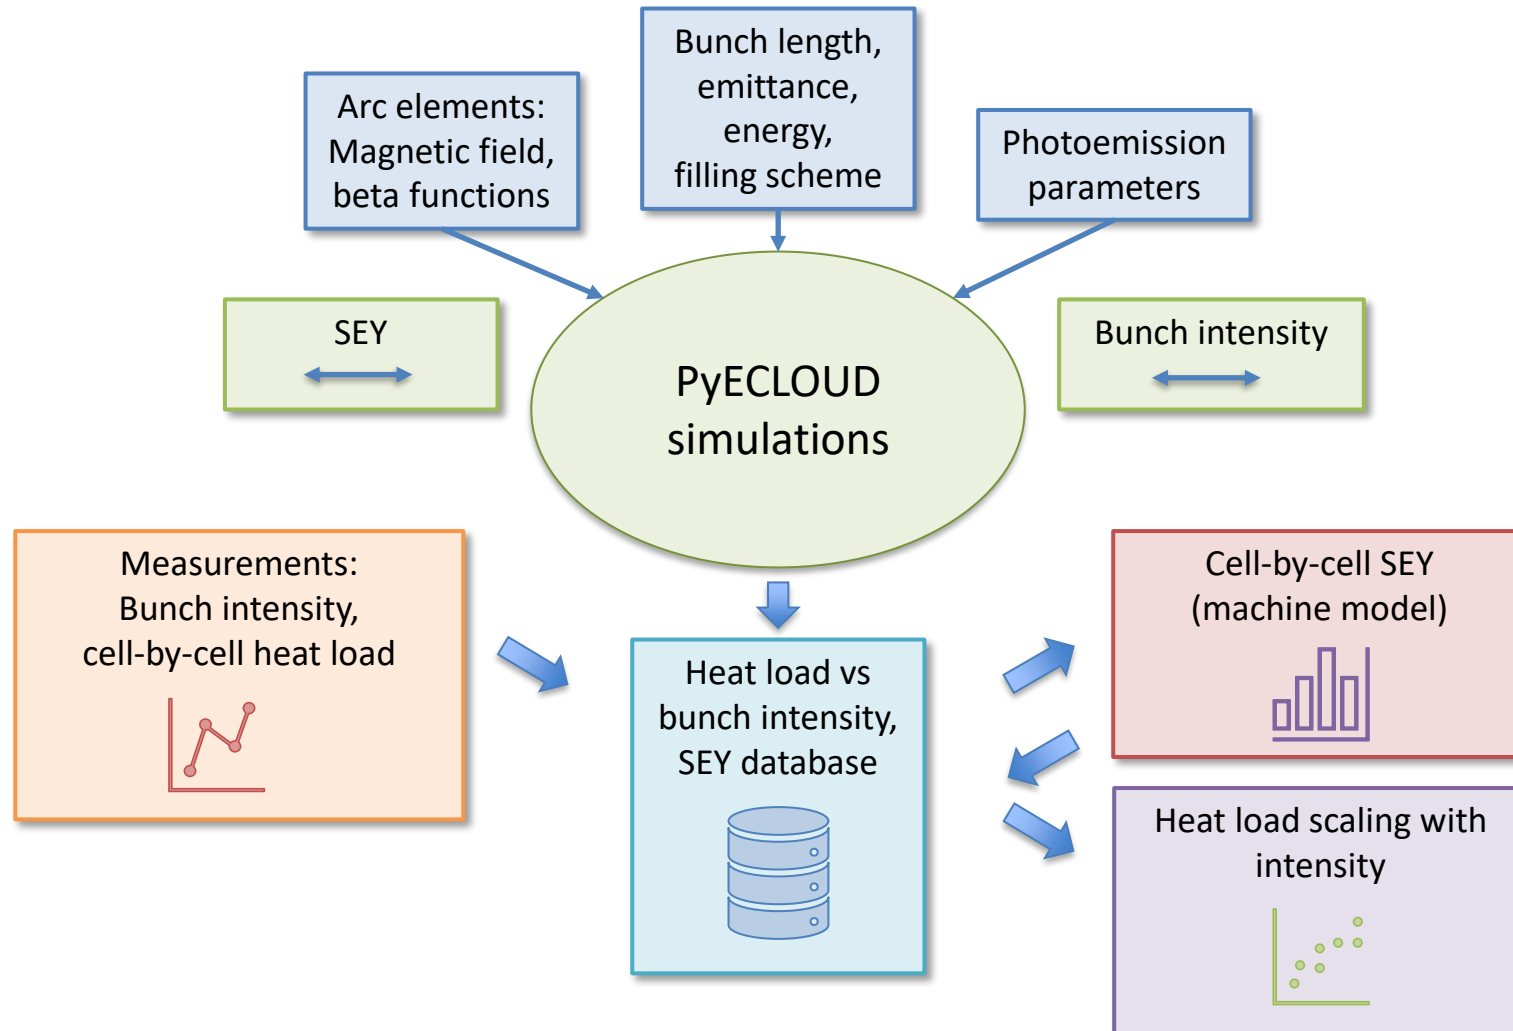 Bunch length,
emittance,
energy,
filling scheme
Arc elements:
Magnetic field,
beta functions
Photoemission
parameters
SEY
Bunch intensity
PyECLOUD
simulations
Measurements:
Bunch intensity,
cell-by-cell heat load
Heat load vs
bunch intensity,
SEY database
Cell-by-cell SEY
(machine model)
Heat load scaling with
intensity